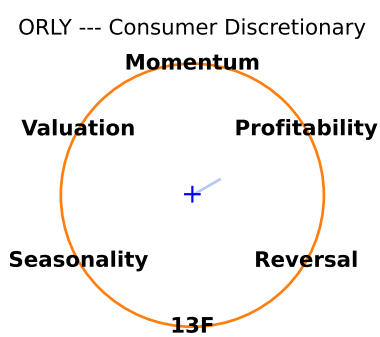 ORLY --- Consumer Discretionary
Momentum
Valuation
Profitability
Seasonality
Reversal
13F